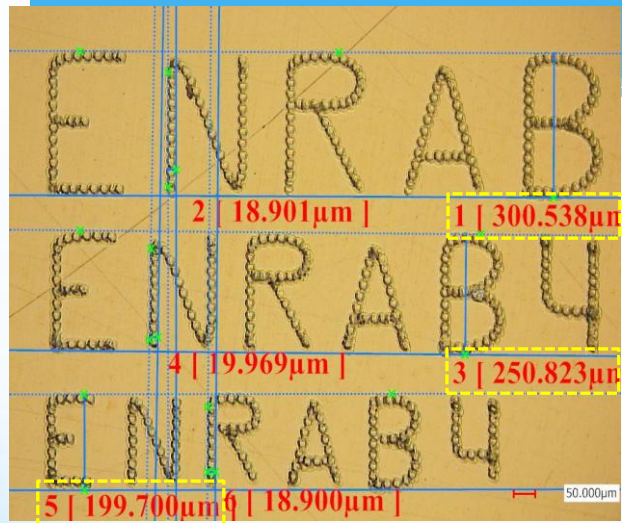 ENRAB
2 [ 18.901µm ]
1 [ 300.538µm
ENRAB4
4 [ 19.969µm ]
3 [ 250.823µm
ENRAB4
5 [ 199.700µm
6 [ 18.900µm ]
50.000µm